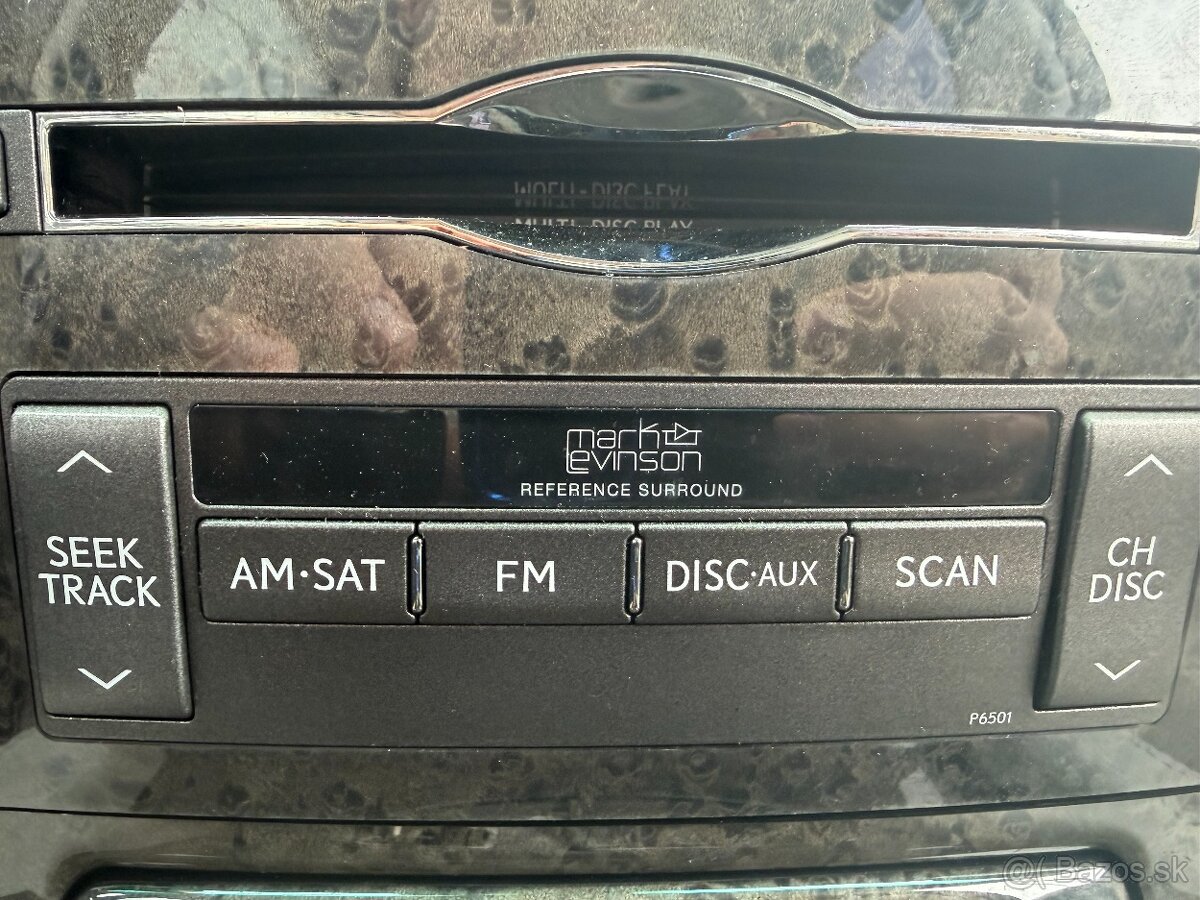 MULTI-DISC PLAY
mark
levinson
REFERENCE SURROUND
SEEK
TRACK
AM·SAT
FM
DISC·AUX
SCAN
CH
DISC
P6501
Bazos.sk